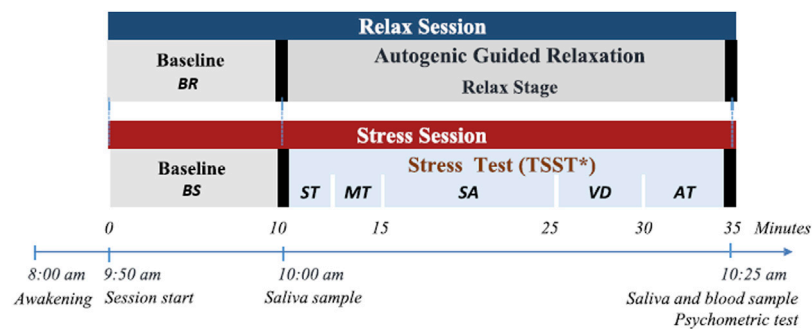 Relax Session
Baseline
BR
Autogenic Guided Relaxation
Relax Stage
Stress Session
Baseline
BS
Stress Test (TSST*)
ST MT SA VD AT
0 10 15 25 30 35 Minutes
8:00 am 9:50 am 10:00 am 10:25 am
Awakening Session start Saliva sample Saliva and blood sample
Psychometric test